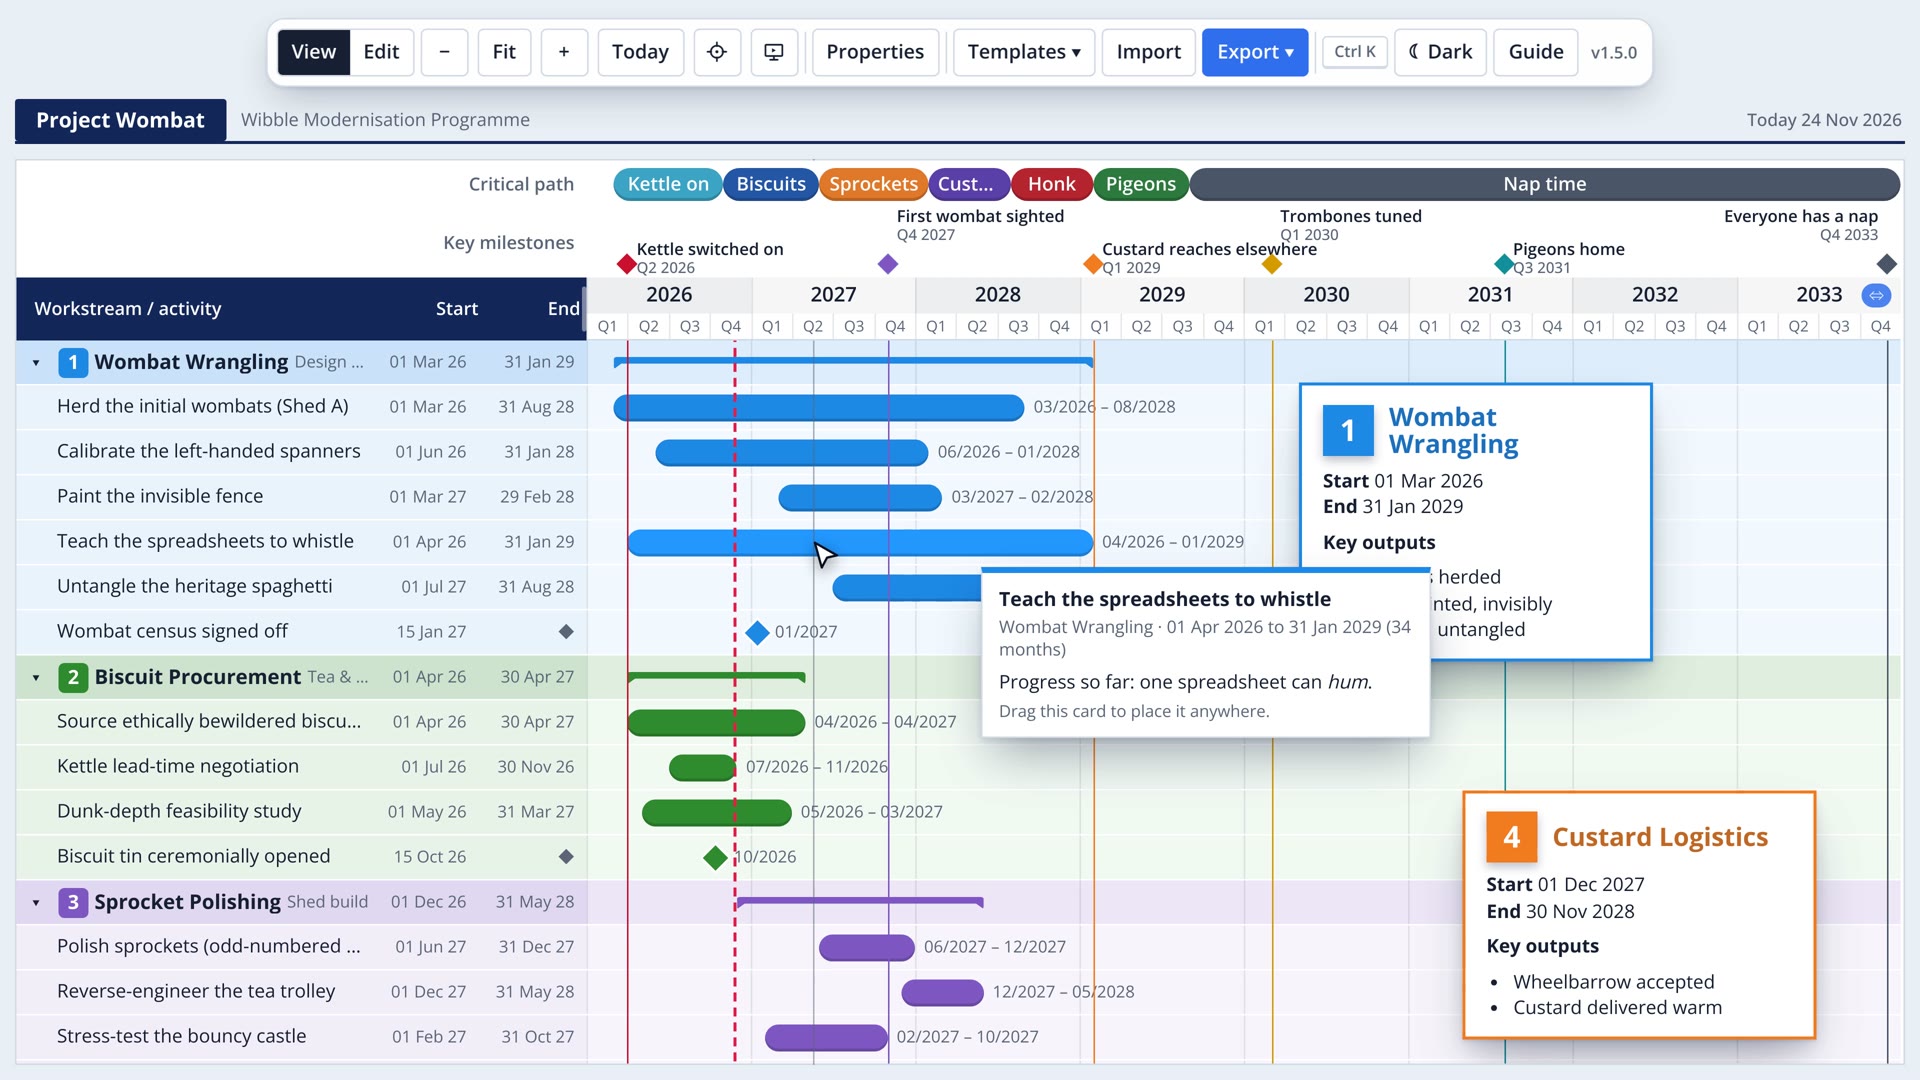 View Edit − Fit + Today Properties Templates ▾ Import Export ▾ Ctrl K ☾ Dark Guide v1.5.0
Project Wombat Wibble Modernisation Programme Today 24 Nov 2026
Critical path Kettle on Biscuits Sprockets Cust... Honk Pigeons Nap time
First wombat sighted Trombones tuned Everyone has a nap
Q4 2027 Q1 2030 Q4 2033
Key milestones Kettle switched on Custard reaches elsewhere Pigeons home
Q2 2026 Q1 2029 Q3 2031
2026 2027 2028 2029 2030 2031 2032 2033
Workstream / activity Start End
Q1 Q2 Q3 Q4 Q1 Q2 Q3 Q4 Q1 Q2 Q3 Q4 Q1 Q2 Q3 Q4 Q1 Q2 Q3 Q4 Q1 Q2 Q3 Q4 Q1 Q2 Q3 Q4 Q1 Q2 Q3 Q4
▾ 1 Wombat Wrangling Design ... 01 Mar 26 31 Jan 29
Herd the initial wombats (Shed A) 01 Mar 26 31 Aug 28 03/2026 – 08/2028
Calibrate the left-handed spanners 01 Jun 26 31 Jan 28 06/2026 – 01/2028
Paint the invisible fence 01 Mar 27 29 Feb 28 03/2027 – 02/2028
Teach the spreadsheets to whistle 01 Apr 26 31 Jan 29 04/2026 – 01/2029
Untangle the heritage spaghetti 01 Jul 27 31 Aug 28
Wombat census signed off 15 Jan 27 01/2027
▾ 2 Biscuit Procurement Tea & ... 01 Apr 26 30 Apr 27
Source ethically bewildered biscu... 01 Apr 26 30 Apr 27 04/2026 – 04/2027
Kettle lead-time negotiation 01 Jul 26 30 Nov 26 07/2026 – 11/2026
Dunk-depth feasibility study 01 May 26 31 Mar 27 05/2026 – 03/2027
Biscuit tin ceremonially opened 15 Oct 26 10/2026
▾ 3 Sprocket Polishing Shed build 01 Dec 26 31 May 28
Polish sprockets (odd-numbered ... 01 Jun 27 31 Dec 27 06/2027 – 12/2027
Reverse-engineer the tea trolley 01 Dec 27 31 May 28 12/2027 – 05/2028
Stress-test the bouncy castle 01 Feb 27 31 Oct 27 02/2027 – 10/2027
1 Wombat
Wrangling
Start 01 Mar 2026
End 31 Jan 2029
Key outputs
herded
invisibly
untangled
Teach the spreadsheets to whistle
Wombat Wrangling · 01 Apr 2026 to 31 Jan 2029 (34
months)
Progress so far: one spreadsheet can hum.
Drag this card to place it anywhere.
4 Custard Logistics
Start 01 Dec 2027
End 30 Nov 2028
Key outputs
• Wheelbarrow accepted
• Custard delivered warm